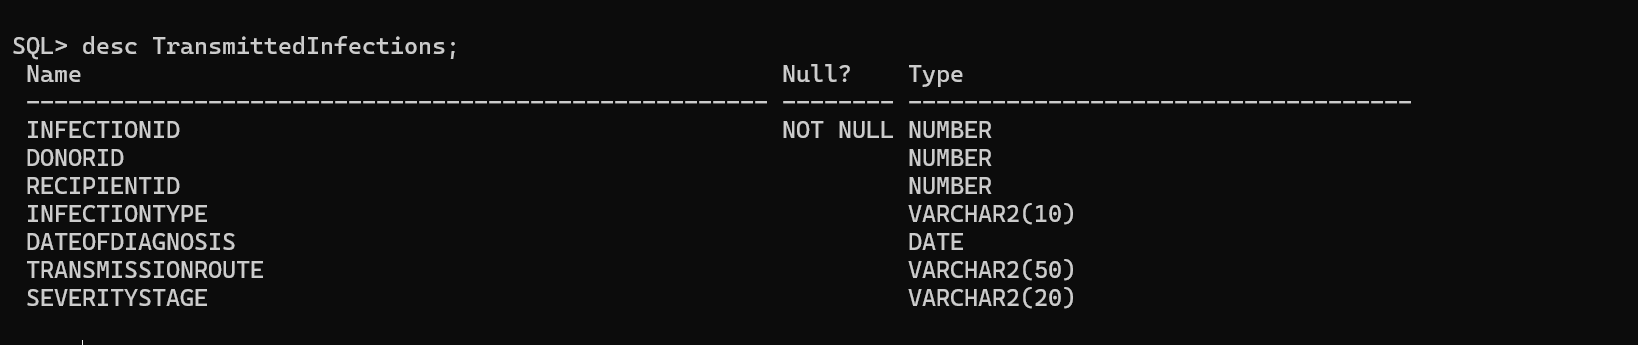 SQL> desc TransmittedInfections;
Name Null? Type
----------------------------------------------------- -------- ------------------------------------
INFECTIONID NOT NULL NUMBER
DONORID NUMBER
RECIPIENTID NUMBER
INFECTIONTYPE VARCHAR2(10)
DATEOFDIAGNOSIS DATE
TRANSMISSIONROUTE VARCHAR2(50)
SEVERITYSTAGE VARCHAR2(20)